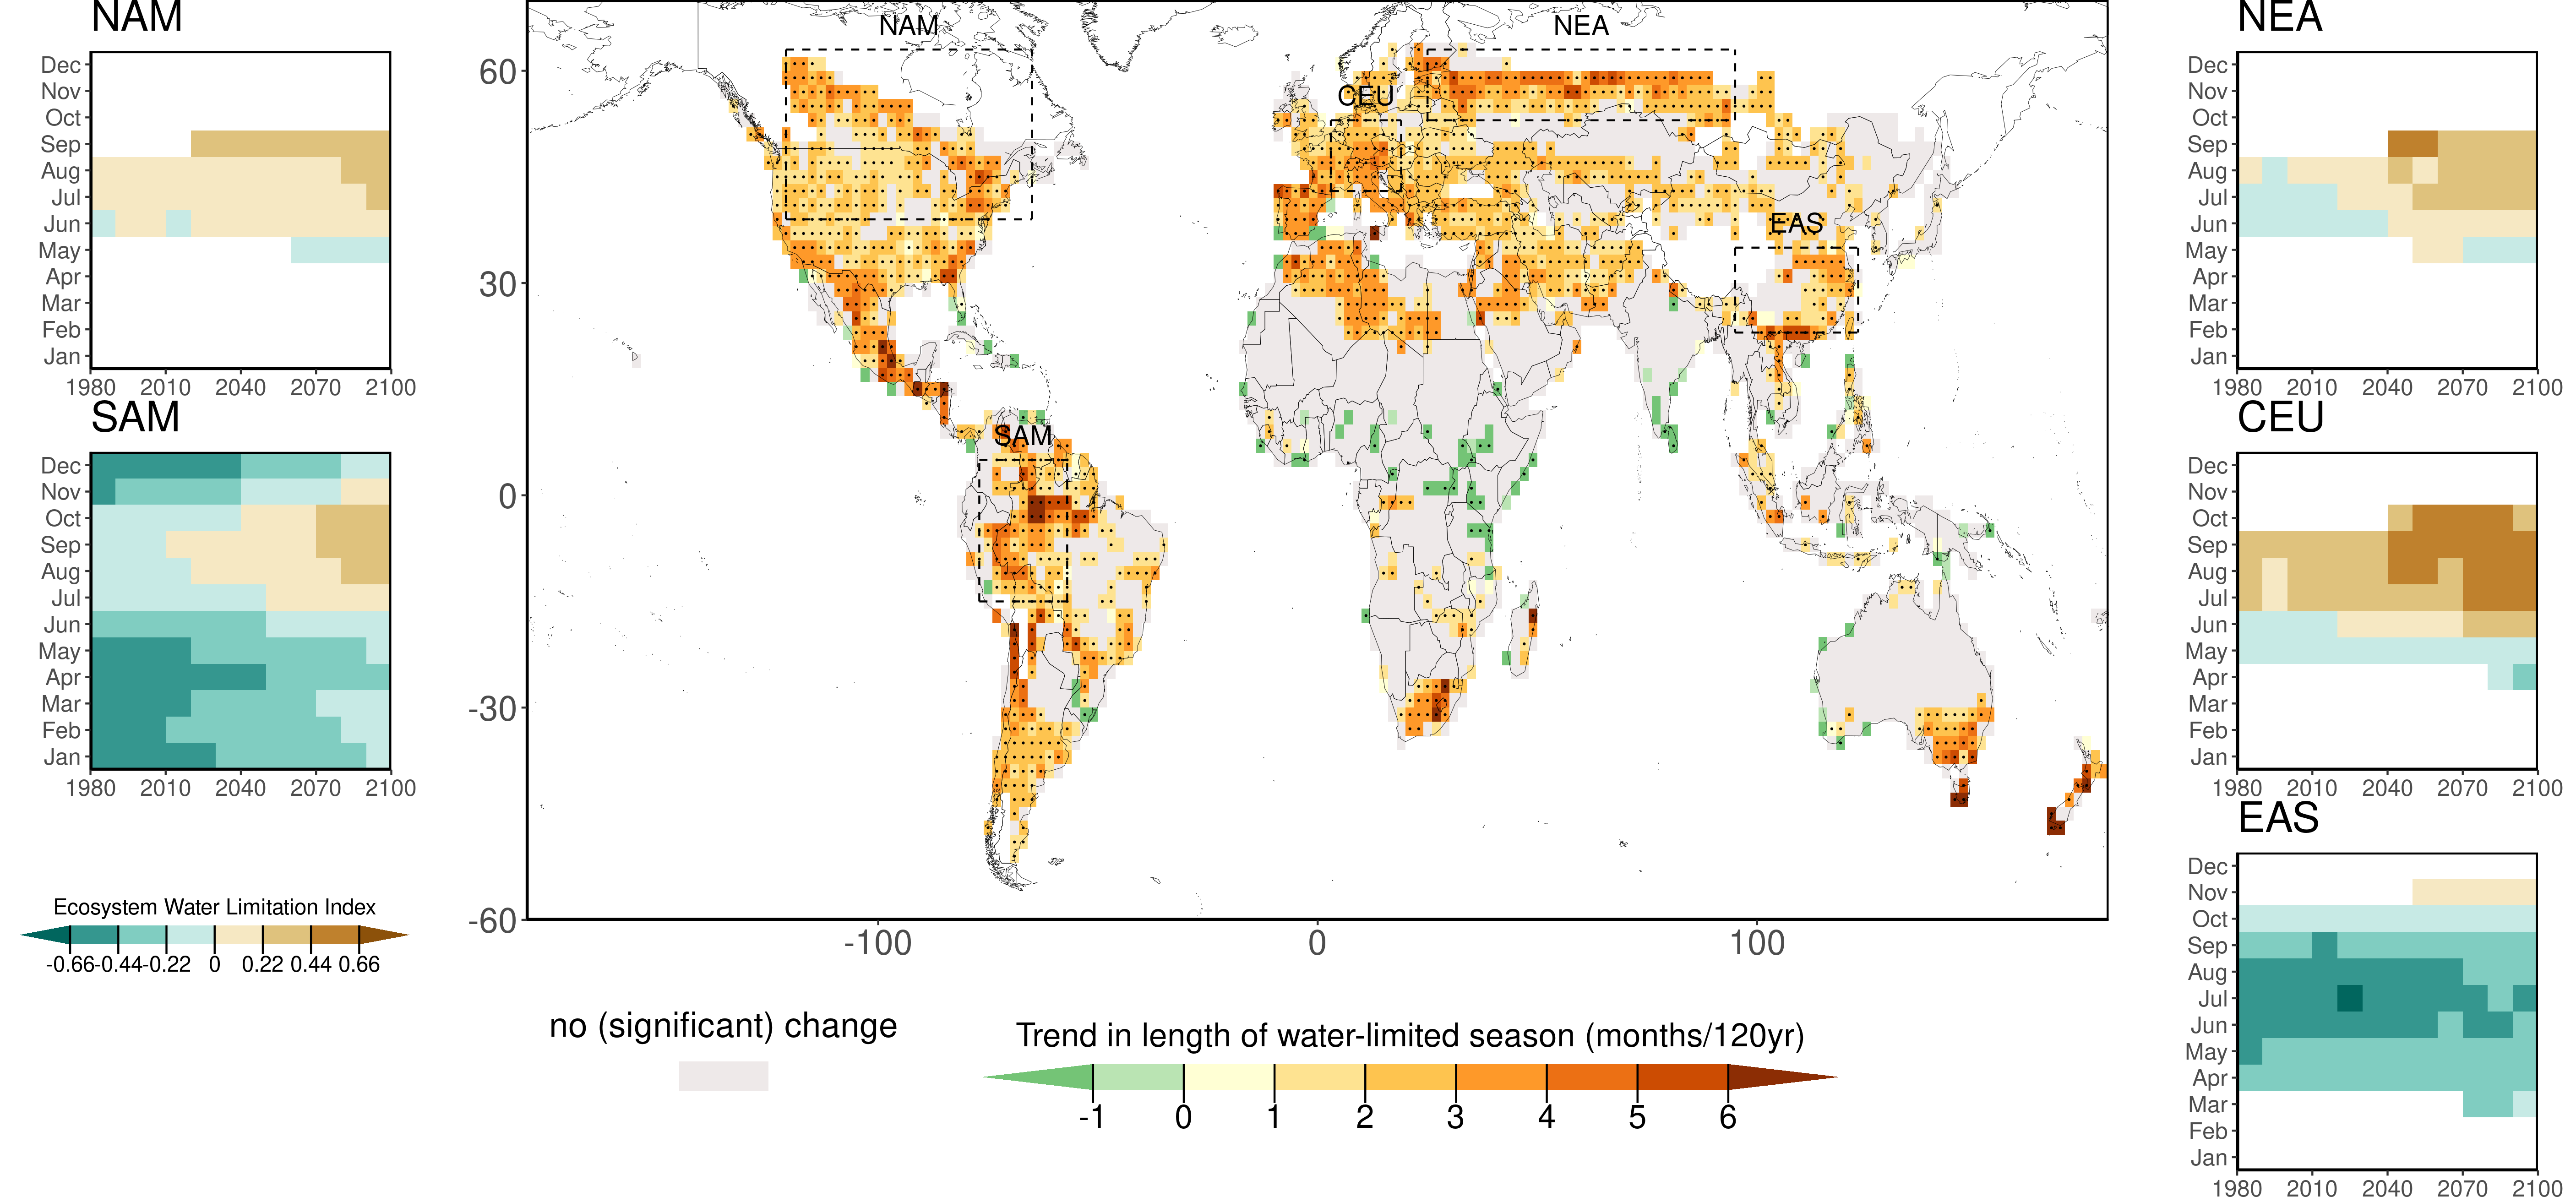 NAM
Dec
Nov
Oct
Sep
Aug
Jul
Jun
May
Apr
Mar
Feb
Jan
1980 2010 2040 2070 2100
SAM
Dec
Nov
Oct
Sep
Aug
Jul
Jun
May
Apr
Mar
Feb
Jan
1980 2010 2040 2070 2100
Ecosystem Water Limitation Index
-0.66 -0.44 -0.22 0 0.22 0.44 0.66
NAM NEA
CEU
EAS
SAM
60
30
0
-30
-60
-100 0 100
no (significant) change
Trend in length of water-limited season (months/120yr)
-1 0 1 2 3 4 5 6
NEA
Dec
Nov
Oct
Sep
Aug
Jul
Jun
May
Apr
Mar
Feb
Jan
1980 2010 2040 2070 2100
CEU
Dec
Nov
Oct
Sep
Aug
Jul
Jun
May
Apr
Mar
Feb
Jan
1980 2010 2040 2070 2100
EAS
Dec
Nov
Oct
Sep
Aug
Jul
Jun
May
Apr
Mar
Feb
Jan
1980 2010 2040 2070 2100